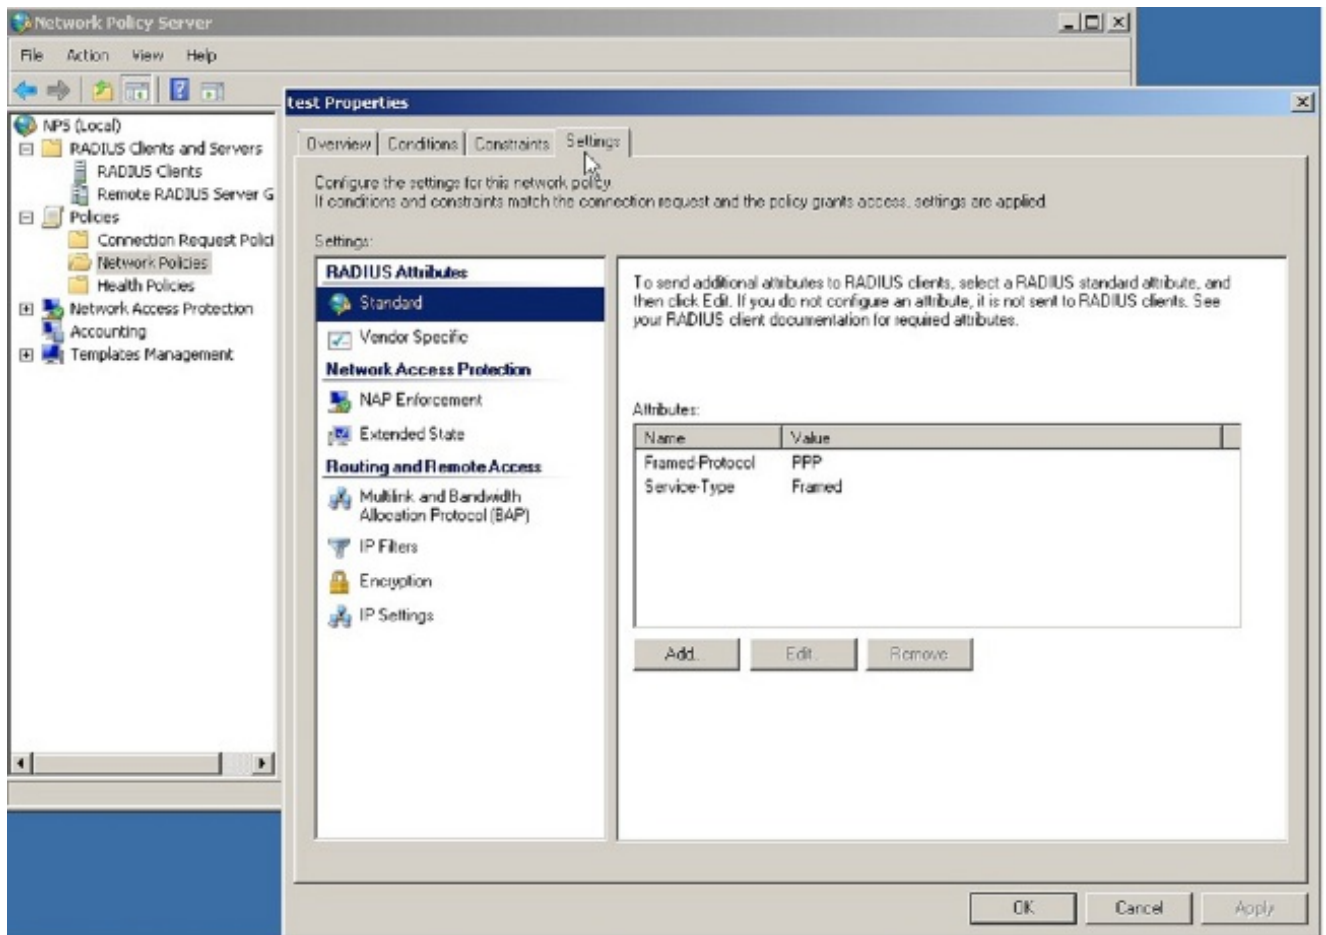 Network Policy Server
File Action View Help
NPS (Local)
RADIUS Clients and Servers
RADIUS Clients
Remote RADIUS Server G
Policies
Connection Request Polici
Network Policies
Health Policies
Network Access Protection
Accounting
Templates Management
test Properties
Overview Conditions Constraints Settings
Configure the settings for this network policy.
If conditions and constraints match the connection request and the policy grants access, settings are applied.
Settings:
RADIUS Attributes
Standard
Vendor Specific
Network Access Protection
NAP Enforcement
Extended State
Routing and Remote Access
Multilink and Bandwidth
Allocation Protocol (BAP)
IP Filters
Encryption
IP Settings
To send additional attributes to RADIUS clients, select a RADIUS standard attribute, and
then click Edit. If you do not configure an attribute, it is not sent to RADIUS clients. See
your RADIUS client documentation for required attributes.
Attributes:
Name Value
Framed-Protocol PPP
Service-Type Framed
Add... Edit... Remove
OK Cancel Apply